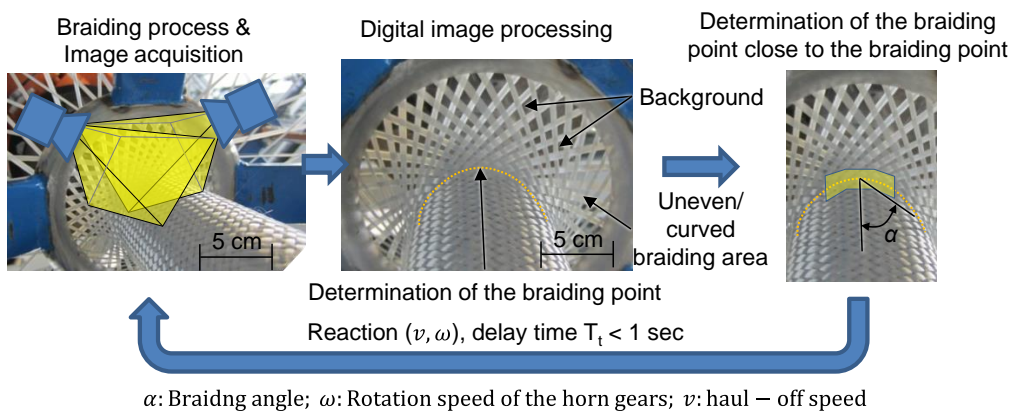 Braiding process &
Image acquisition
Digital image processing
Determination of the braiding
point close to the braiding point
Background
Uneven/
curved
braiding area
5 cm
5 cm
α
Determination of the braiding point
Reaction (v, ω), delay time Tt < 1 sec
α: Braidng angle; ω: Rotation speed of the horn gears; v: haul − off speed